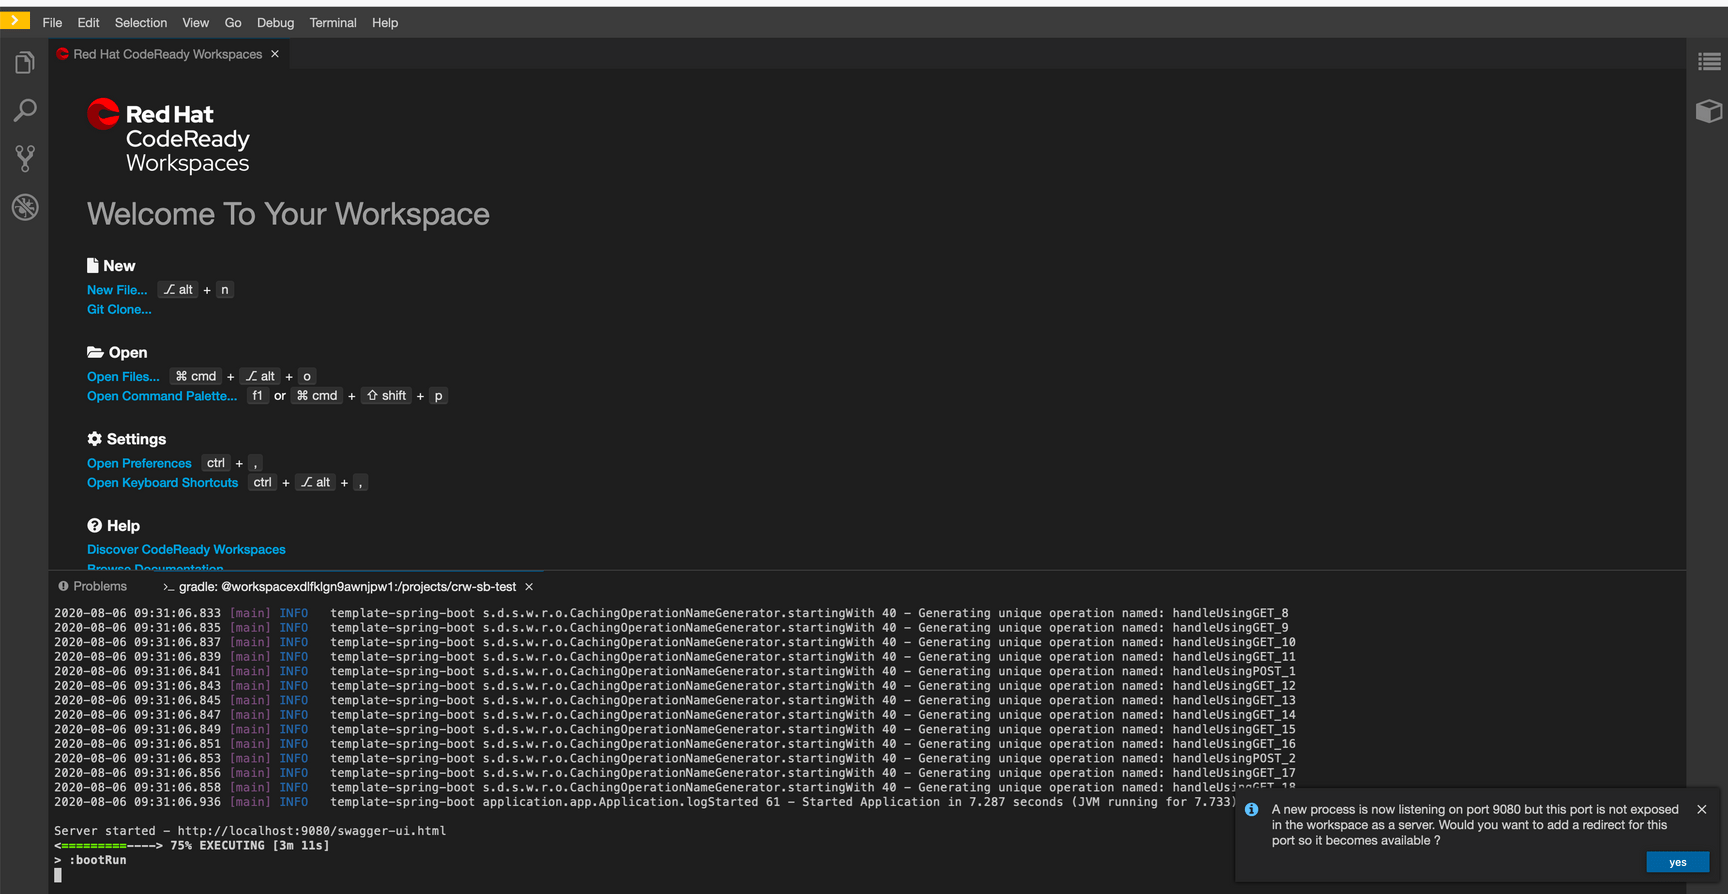 File Edit Selection View Go Debug Terminal Help
Red Hat CodeReady Workspaces ×
Red Hat
CodeReady
Workspaces
Welcome To Your Workspace
New
New File... ⌥ alt + n
Git Clone...
Open
Open Files... ⌘ cmd + ⌥ alt + o
Open Command Palette... f1 or ⌘ cmd + ⇧ shift + p
Settings
Open Preferences ctrl + ,
Open Keyboard Shortcuts ctrl + ⌥ alt + ,
Help
Discover CodeReady Workspaces
Browse Documentation
Problems >_ gradle: @workspacexdlfklgn9awnjpw1:/projects/crw-sb-test ×
2020-08-06 09:31:06.833 [main] INFO template-spring-boot s.d.s.w.r.o.CachingOperationNameGenerator.startingWith 40 - Generating unique operation named: handleUsingGET_8
2020-08-06 09:31:06.835 [main] INFO template-spring-boot s.d.s.w.r.o.CachingOperationNameGenerator.startingWith 40 - Generating unique operation named: handleUsingGET_9
2020-08-06 09:31:06.837 [main] INFO template-spring-boot s.d.s.w.r.o.CachingOperationNameGenerator.startingWith 40 - Generating unique operation named: handleUsingGET_10
2020-08-06 09:31:06.839 [main] INFO template-spring-boot s.d.s.w.r.o.CachingOperationNameGenerator.startingWith 40 - Generating unique operation named: handleUsingGET_11
2020-08-06 09:31:06.841 [main] INFO template-spring-boot s.d.s.w.r.o.CachingOperationNameGenerator.startingWith 40 - Generating unique operation named: handleUsingPOST_1
2020-08-06 09:31:06.843 [main] INFO template-spring-boot s.d.s.w.r.o.CachingOperationNameGenerator.startingWith 40 - Generating unique operation named: handleUsingGET_12
2020-08-06 09:31:06.845 [main] INFO template-spring-boot s.d.s.w.r.o.CachingOperationNameGenerator.startingWith 40 - Generating unique operation named: handleUsingGET_13
2020-08-06 09:31:06.847 [main] INFO template-spring-boot s.d.s.w.r.o.CachingOperationNameGenerator.startingWith 40 - Generating unique operation named: handleUsingGET_14
2020-08-06 09:31:06.849 [main] INFO template-spring-boot s.d.s.w.r.o.CachingOperationNameGenerator.startingWith 40 - Generating unique operation named: handleUsingGET_15
2020-08-06 09:31:06.851 [main] INFO template-spring-boot s.d.s.w.r.o.CachingOperationNameGenerator.startingWith 40 - Generating unique operation named: handleUsingGET_16
2020-08-06 09:31:06.853 [main] INFO template-spring-boot s.d.s.w.r.o.CachingOperationNameGenerator.startingWith 40 - Generating unique operation named: handleUsingPOST_2
2020-08-06 09:31:06.856 [main] INFO template-spring-boot s.d.s.w.r.o.CachingOperationNameGenerator.startingWith 40 - Generating unique operation named: handleUsingGET_17
2020-08-06 09:31:06.858 [main] INFO template-spring-boot s.d.s.w.r.o.CachingOperationNameGenerator.startingWith 40 - Generating unique operation named: handleUsingGET_18
2020-08-06 09:31:06.936 [main] INFO template-spring-boot application.app.Application.logStarted 61 - Started Application in 7.287 seconds (JVM running for 7.733)
Server started - http://localhost:9080/swagger-ui.html
<=========----> 75% EXECUTING [3m 11s]
> :bootRun
A new process is now listening on port 9080 but this port is not exposed ×
in the workspace as a server. Would you want to add a redirect for this
port so it becomes available ?
yes